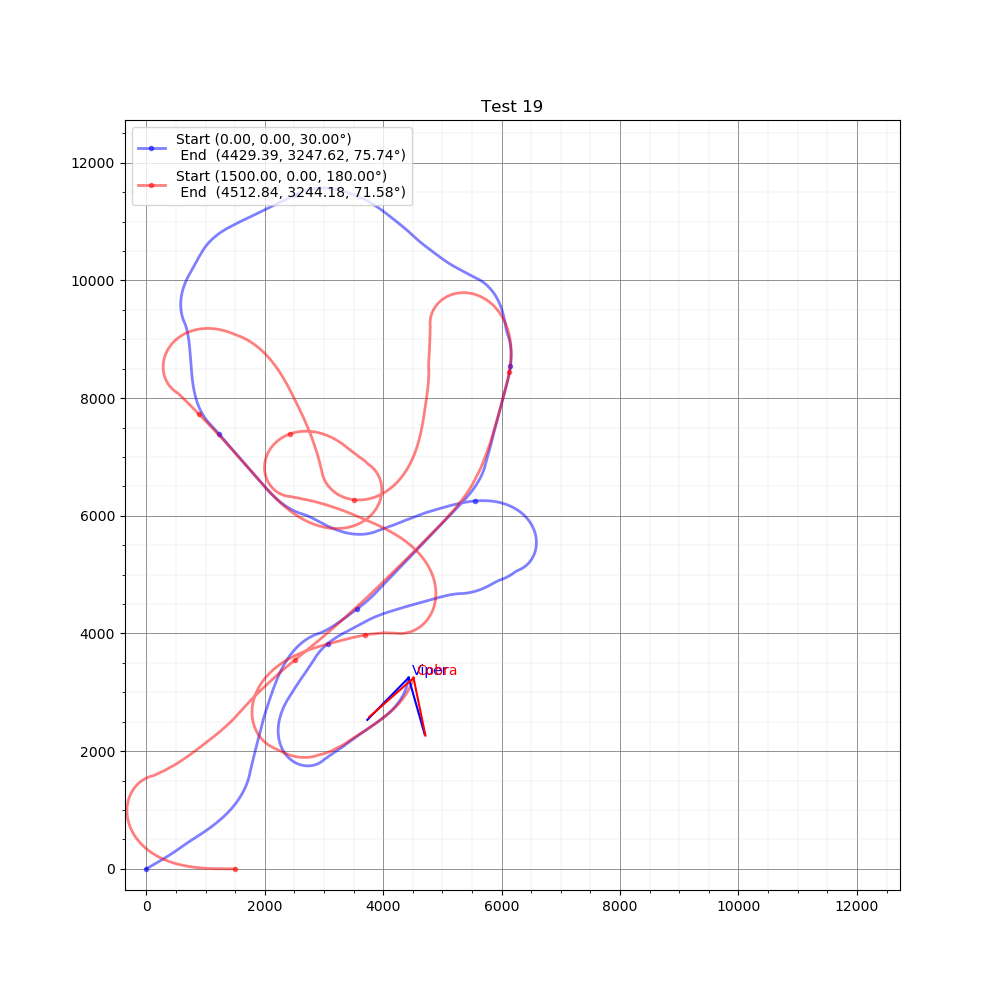 Test 19
Start (0.00, 0.00, 30.00°)
End (4429.39, 3247.62, 75.74°)
Start (1500.00, 0.00, 180.00°)
End (4512.84, 3244.18, 71.58°)
12000
10000
8000
6000
4000
2000
0
Viper
Cobra
0 2000 4000 6000 8000 10000 12000